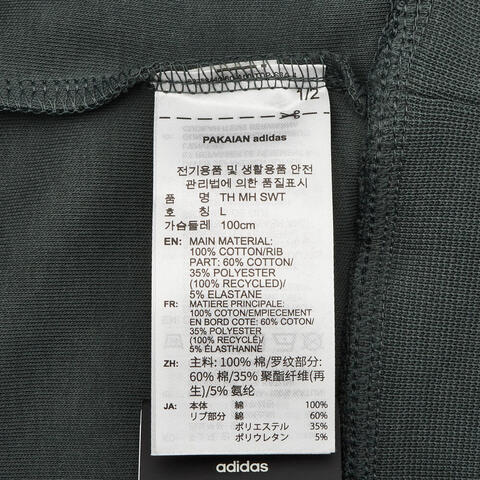 1/2
PAKAIAN adidas
전기용품 및 생활용품 안전
관리법에 의한 품질표시
품 명 TH MH SWT
호 칭 L
가슴둘레 100cm
EN: MAIN MATERIAL:
100% COTTON/RIB
PART: 60% COTTON/
35% POLYESTER
(100% RECYCLED)/
5% ELASTANE
FR: MATIERE PRINCIPALE:
100% COTON/EMPIECEMENT
EN BORD COTE: 60% COTON/
35% POLYESTER
(100% RECYCLÉ)/
5% ÉLASTHANNE
ZH: 主料: 100% 棉/罗纹部分:
60% 棉/35% 聚酯纤维(再
生)/5% 氨纶
JA: 本体 綿 100%
リブ部分 綿 60%
ポリエステル 35%
ポリウレタン 5%
adidas